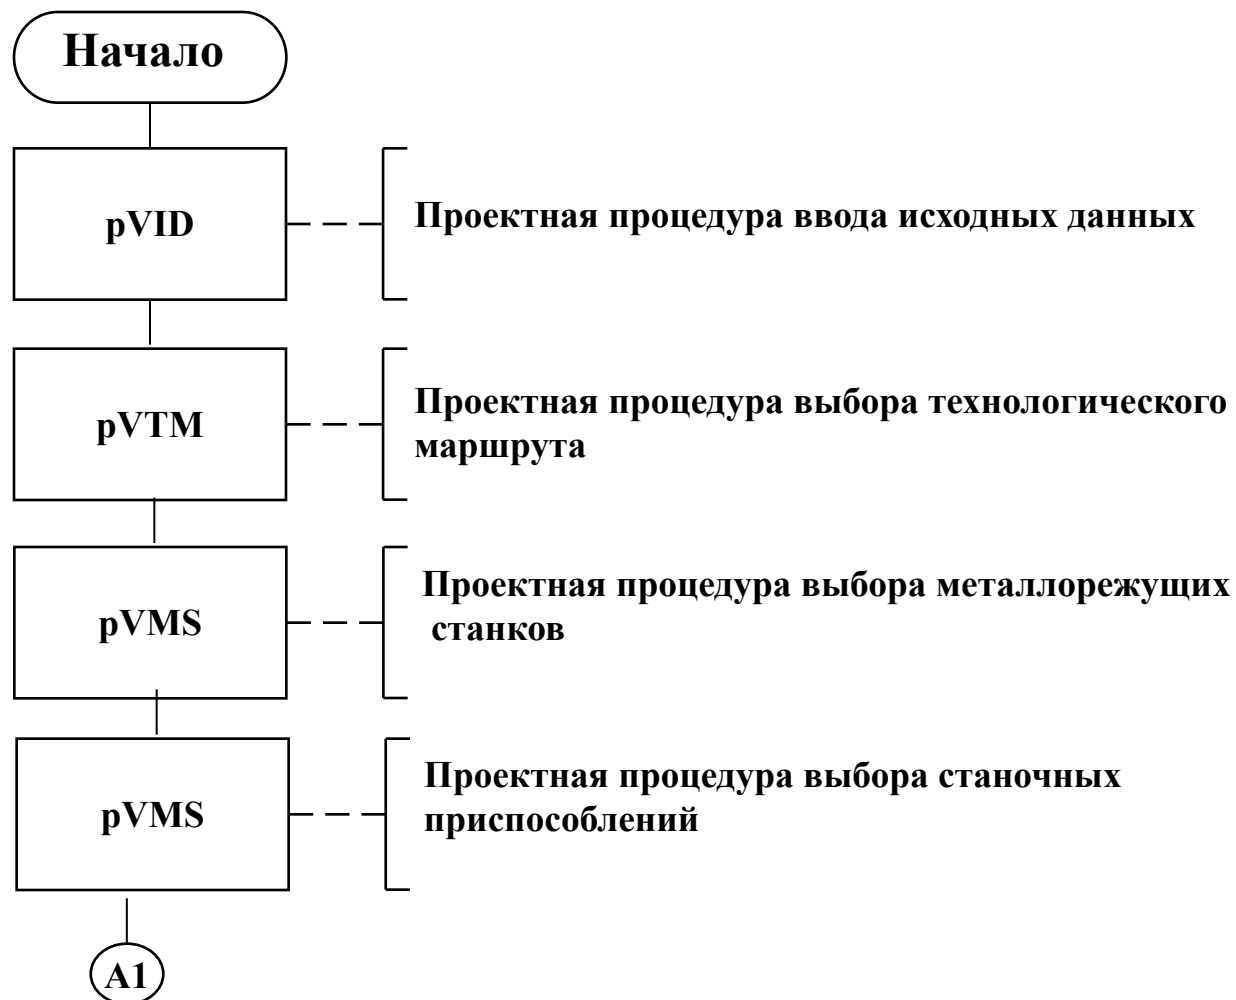 Начало
pVID
Проектная процедура ввода исходных данных
pVTM
Проектная процедура выбора технологического
маршрута
pVMS
Проектная процедура выбора металлорежущих
станков
pVMS
Проектная процедура выбора станочных
приспособлений
А1